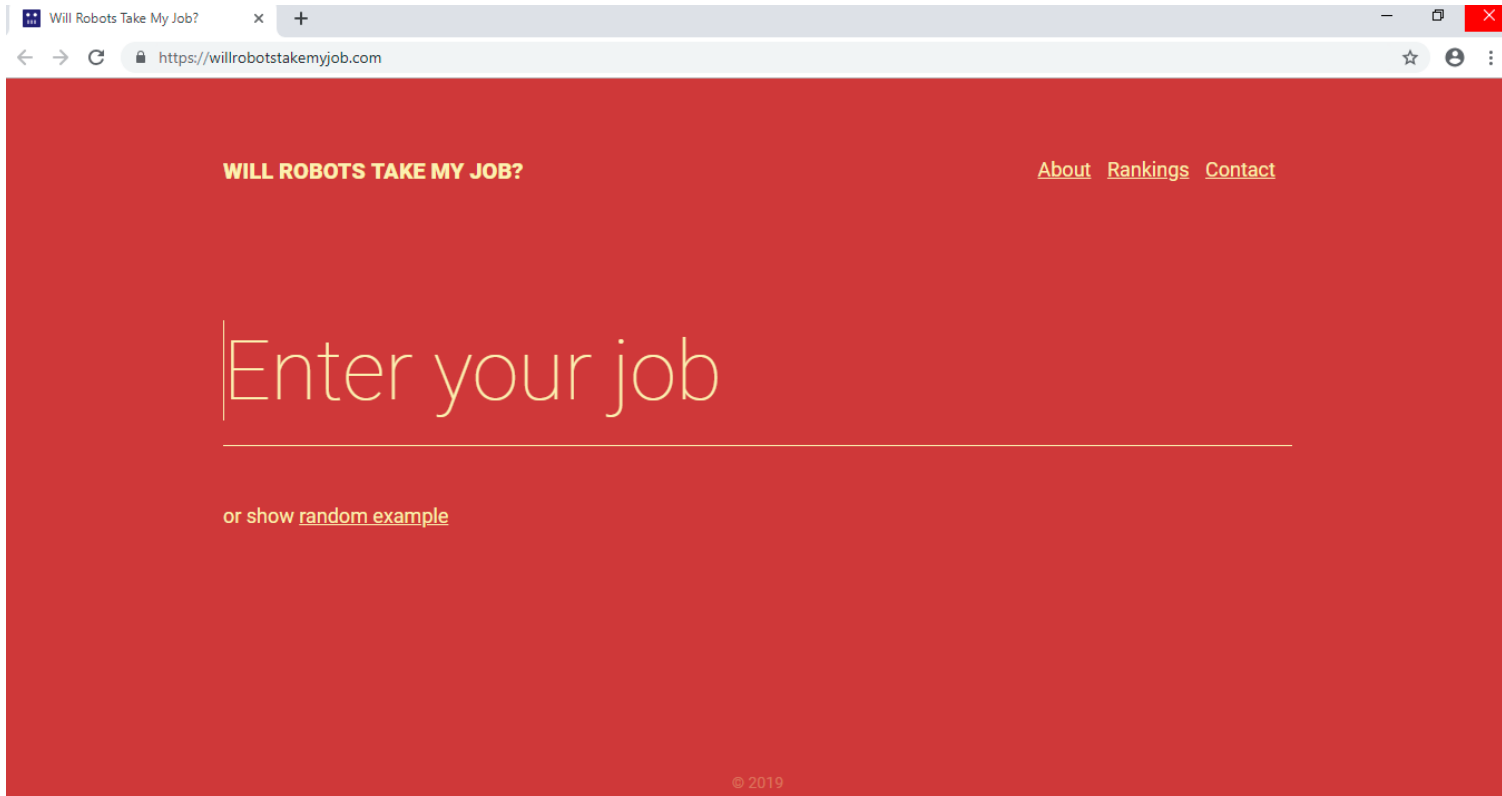 Will Robots Take My Job?
https://willrobotstakemyjob.com
WILL ROBOTS TAKE MY JOB?
About Rankings Contact
Enter your job
or show random example
© 2019